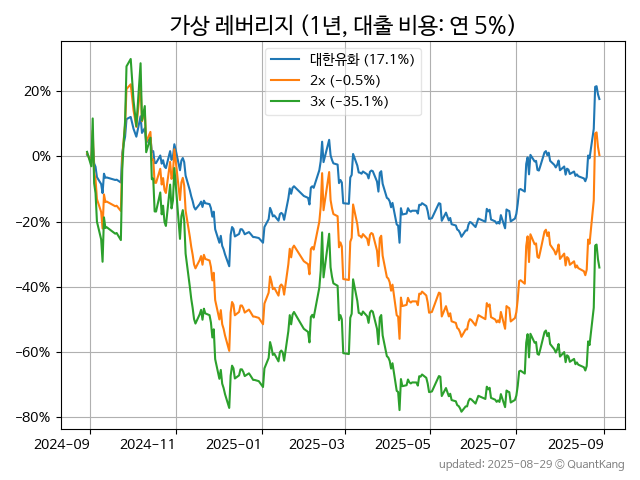 가상 레버리지 (1년, 대출 비용: 연 5%)
대한유화 (17.1%)
2x (−0.5%)
3x (−35.1%)
20%
0%
−20%
−40%
−60%
−80%
2024-09 2024-11 2025-01 2025-03 2025-05 2025-07 2025-09
updated: 2025-08-29 © QuantKang